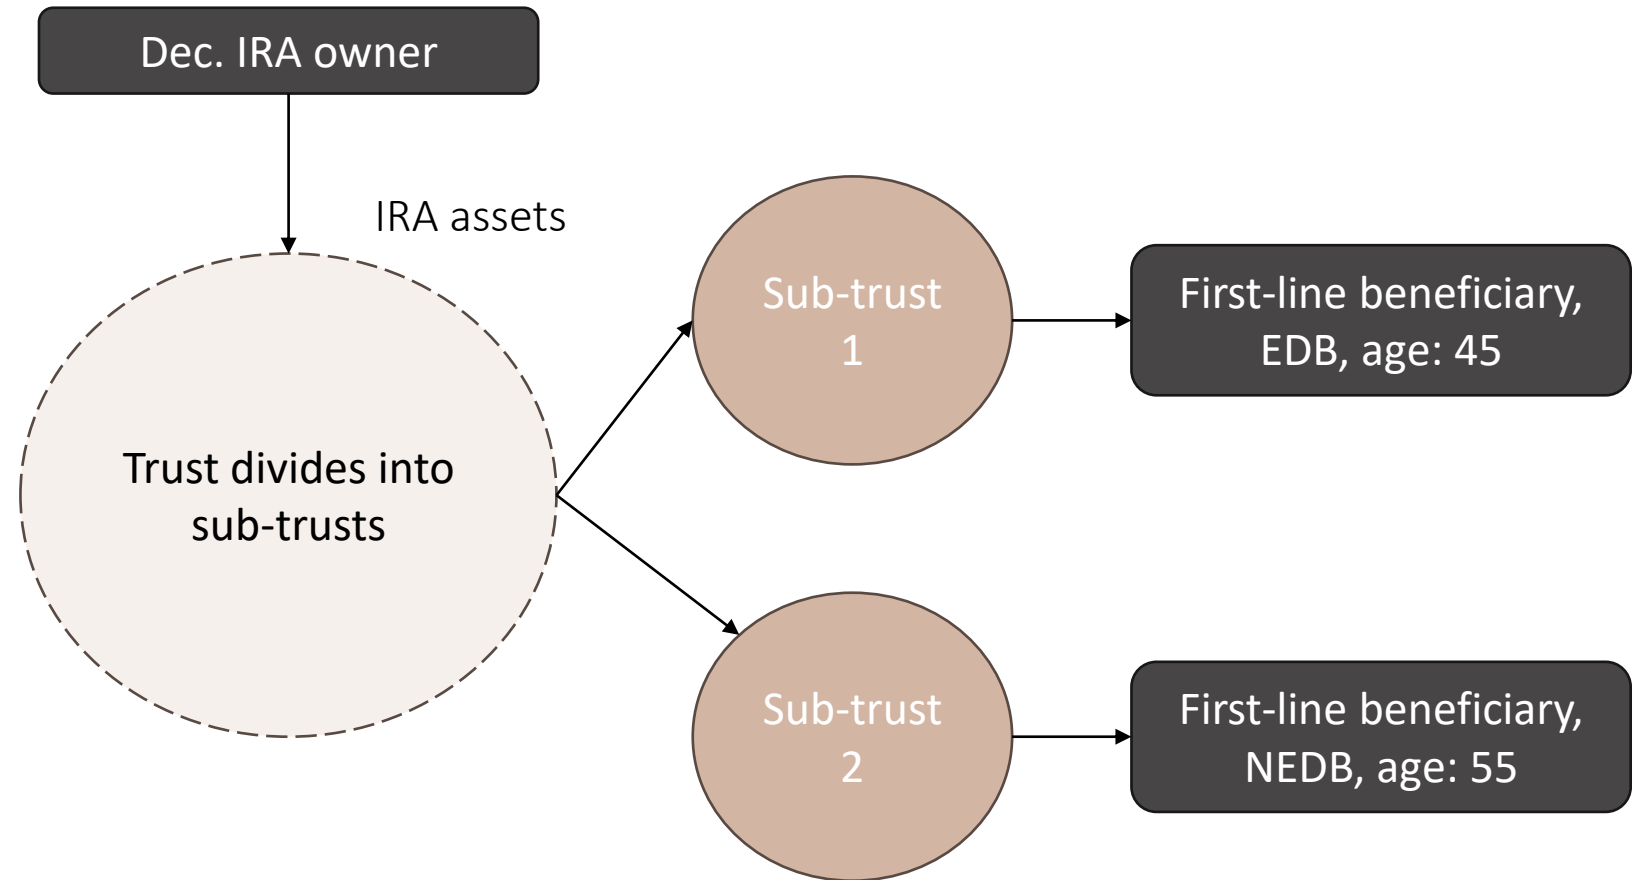 Dec. IRA owner
IRA assets
Trust divides into
sub-trusts
Sub-trust
1
First-line beneficiary,
EDB, age: 45
Sub-trust
2
First-line beneficiary,
NEDB, age: 55